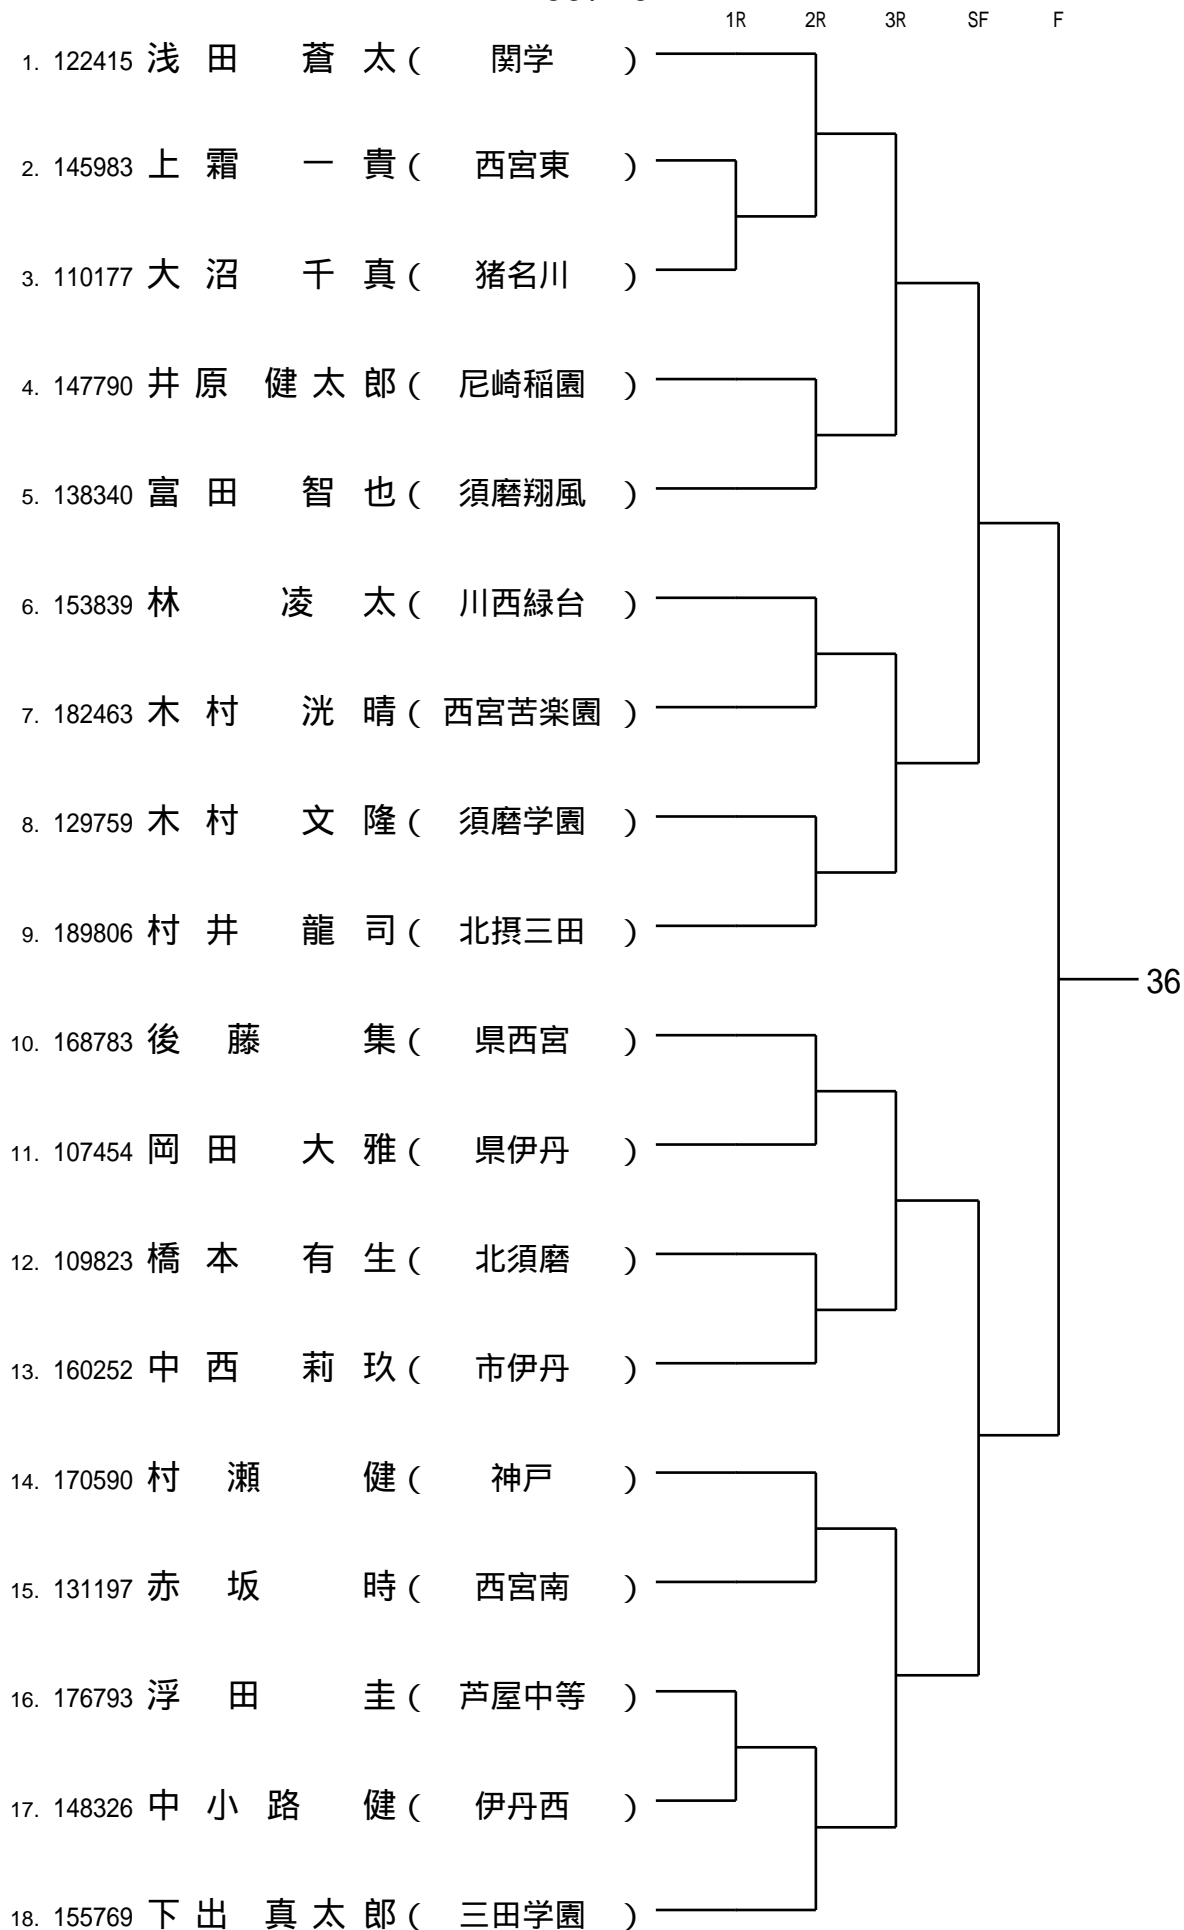 1R 2R 3R SF F
1. 122415 浅田 蒼太 ( 関学 )
2. 145983 上霜 一貴 ( 西宮東 )
3. 110177 大沼 千真 ( 猪名川 )
4. 147790 井原 健太郎 ( 尼崎稲園 )
5. 138340 富田 智也 ( 須磨翔風 )
6. 153839 林 凌太 ( 川西緑台 )
7. 182463 木村 洸晴 ( 西宮苦楽園 )
8. 129759 木村 文隆 ( 須磨学園 )
9. 189806 村井 龍司 ( 北摂三田 )
36
10. 168783 後藤 集 ( 県西宮 )
11. 107454 岡田 大雅 ( 県伊丹 )
12. 109823 橋本 有生 ( 北須磨 )
13. 160252 中西 莉玖 ( 市伊丹 )
14. 170590 村瀬 健 ( 神戸 )
15. 131197 赤坂 時 ( 西宮南 )
16. 176793 浮田 圭 ( 芦屋中等 )
17. 148326 中小路 健 ( 伊丹西 )
18. 155769 下出 真太郎 ( 三田学園 )